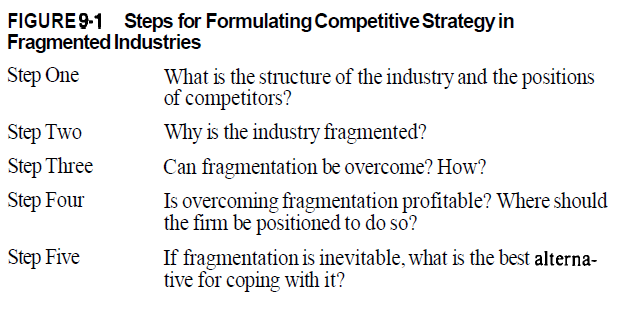 FIGURE 9-1 Steps for Formulating Competitive Strategy in
Fragmented Industries
Step One What is the structure of the industry and the positions
of competitors?
Step Two Why is the industry fragmented?
Step Three Can fragmentation be overcome? How?
Step Four Is overcoming fragmentation profitable? Where should
the firm be positioned to do so?
Step Five If fragmentation is inevitable, what is the best alterna-
tive for coping with it?